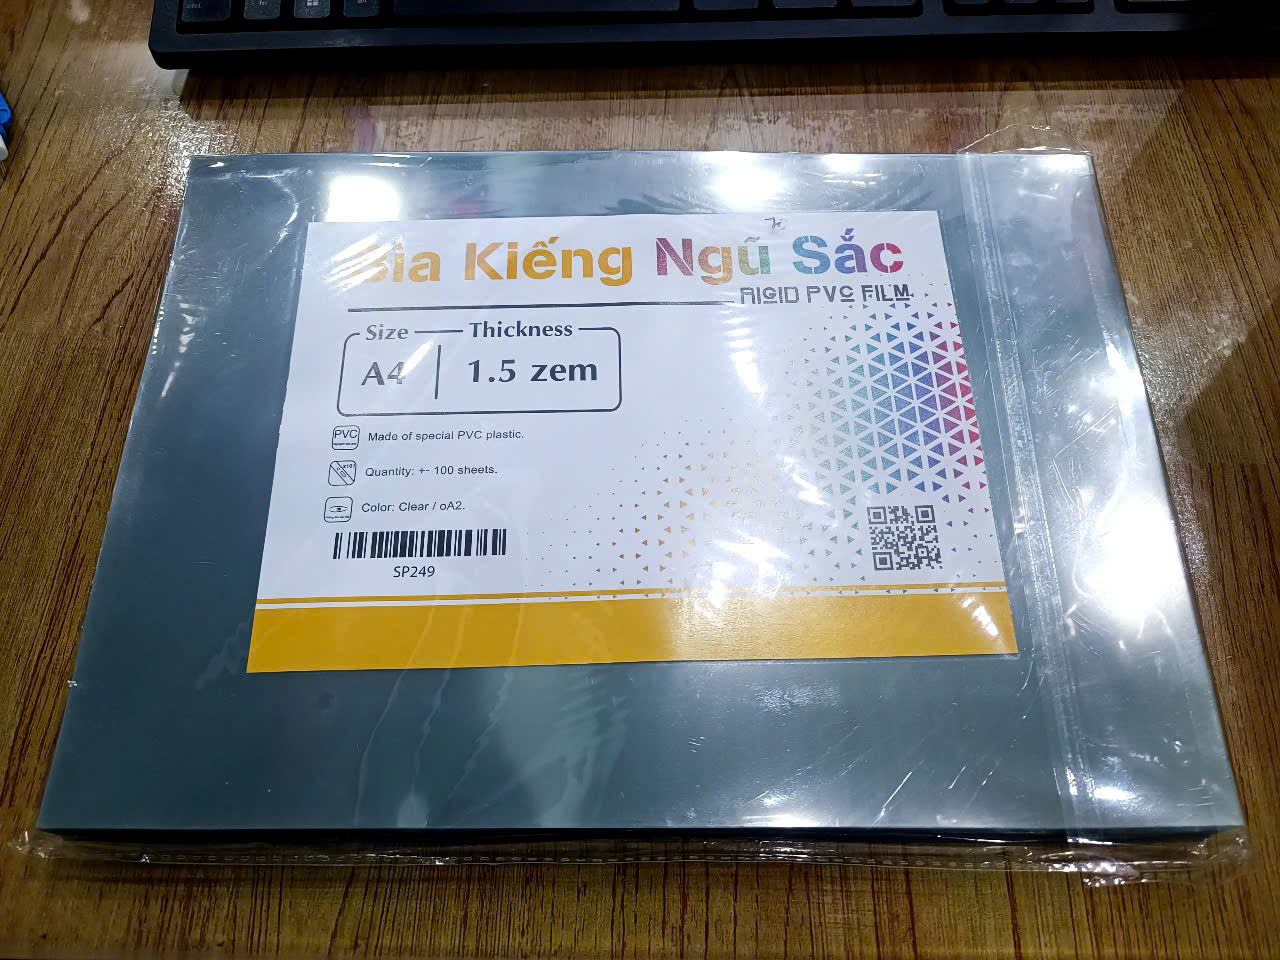 Bìa Kiếng Ngũ Sắc
RIGID PVC FILM
Size Thickness
A4 1.5 zem
PVC Made of special PVC plastic.
Quantity: +- 100 sheets.
Color: Clear / oA2.
SP249